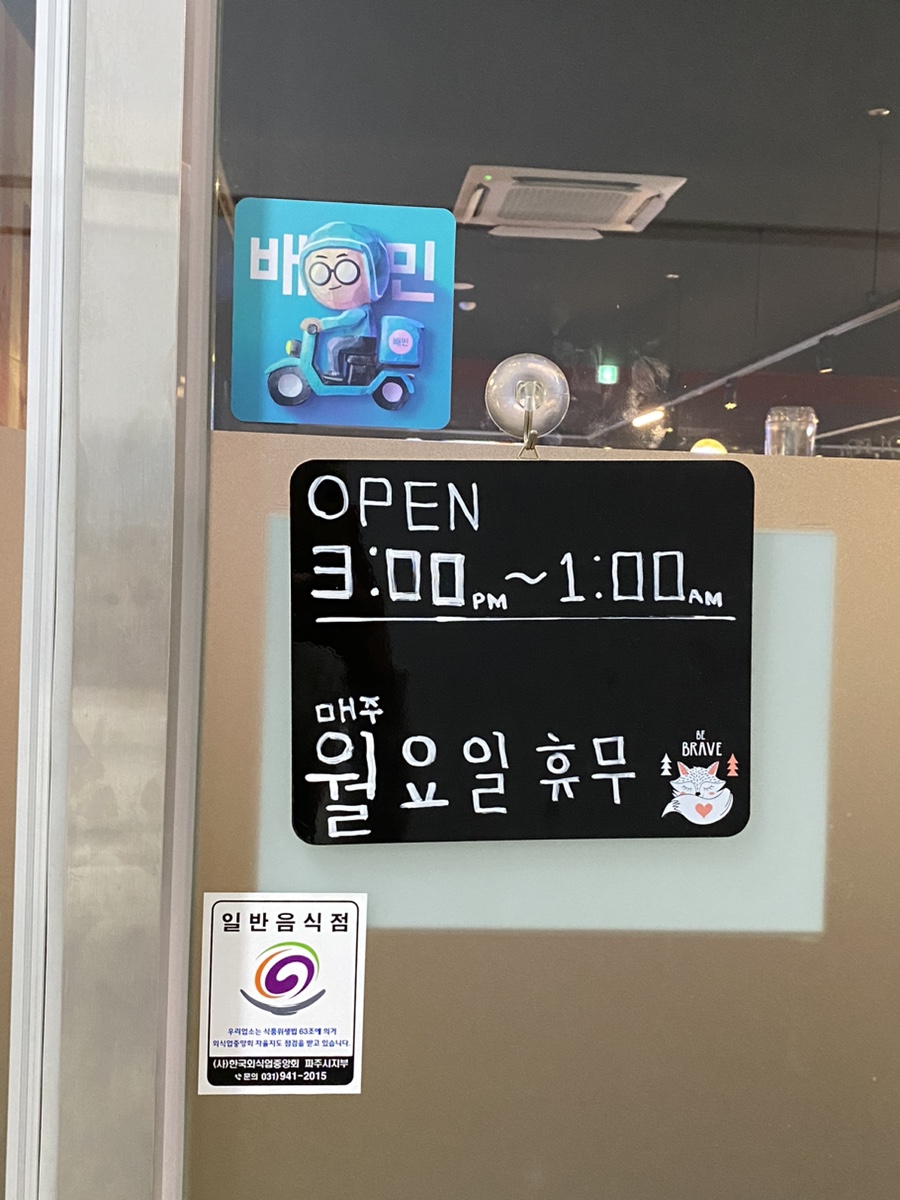 배민
배민
OPEN
3:00PM~1:00AM
매주
월요일 휴무
BE
BRAVE
일반음식점
우리업소는 식품위생법 63조에 의거
외식업중앙회 자율지도 점검을 받고 있습니다.
(사)한국외식업중앙회 파주시지부
문의 031)941-2015